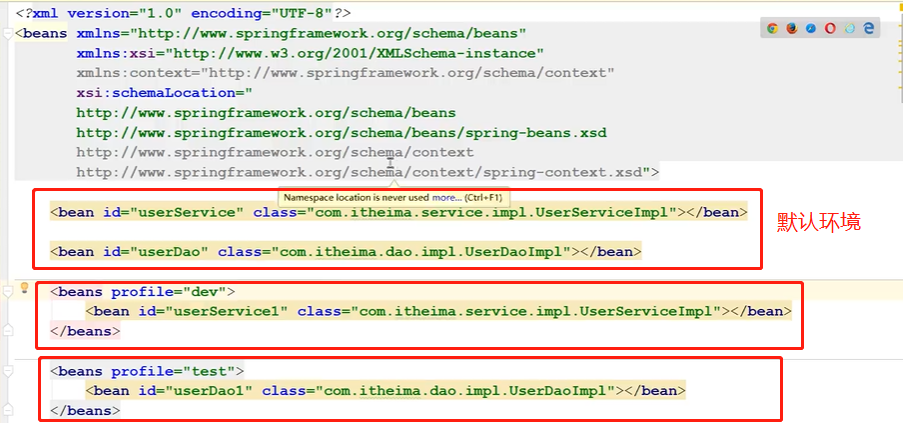 <?xml version="1.0" encoding="UTF-8"?>
<beans xmlns="http://www.springframework.org/schema/beans"
xmlns:xsi="http://www.w3.org/2001/XMLSchema-instance"
xmlns:context="http://www.springframework.org/schema/context"
xsi:schemaLocation="
http://www.springframework.org/schema/beans
http://www.springframework.org/schema/beans/spring-beans.xsd
http://www.springframework.org/schema/context
http://www.springframework.org/schema/context/spring-context.xsd">
Namespace location is never used more... (Ctrl+F1)
<bean id="userService" class="com.itheima.service.impl.UserServiceImpl"></bean>
默认环境
<bean id="userDao" class="com.itheima.dao.impl.UserDaoImpl"></bean>
<beans profile="dev">
<bean id="userService1" class="com.itheima.service.impl.UserServiceImpl"></bean>
</beans>
<beans profile="test">
<bean id="userDao1" class="com.itheima.dao.impl.UserDaoImpl"></bean>
</beans>